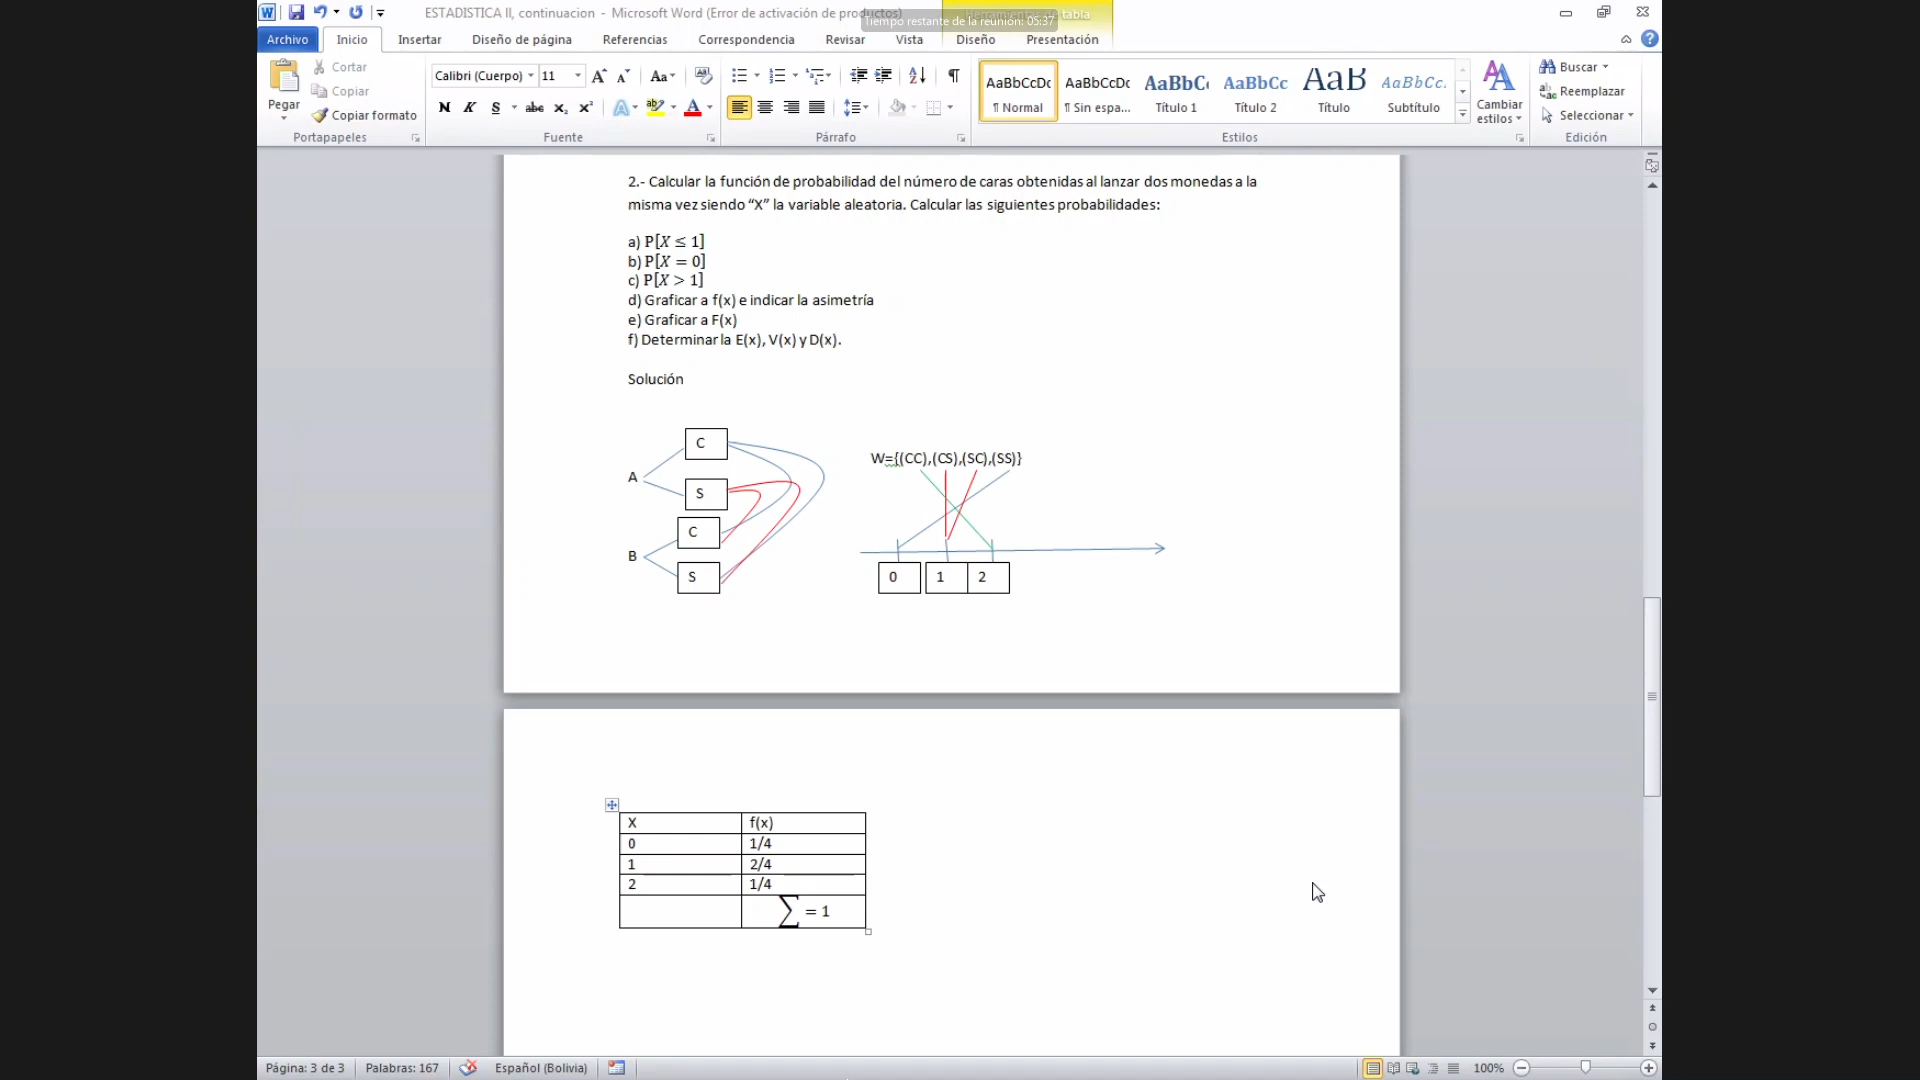 ESTADISTICA II, continuacion - Microsoft Word (Error de activación de productos)
Tiempo restante de la reunión: 05:37
Archivo Inicio Insertar Diseño de página Referencias Correspondencia Revisar Vista Diseño Presentación
Pegar
Cortar
Copiar
Copiar formato
Portapapeles
Calibri (Cuerpo) 11
Fuente
Párrafo
AaBbCcDc AaBbCcDc AaBbC AaBbCc AaB AaBbCc.
¶ Normal ¶ Sin espa... Título 1 Título 2 Título Subtítulo
Estilos
Cambiar estilos
Buscar
Reemplazar
Seleccionar
Edición
2.- Calcular la función de probabilidad del número de caras obtenidas al lanzar dos monedas a la
misma vez siendo “X” la variable aleatoria. Calcular las siguientes probabilidades:
a) P[X ≤ 1]
b) P[X = 0]
c) P[X > 1]
d) Graficar a f(x) e indicar la asimetría
e) Graficar a F(x)
f) Determinar la E(x), V(x) y D(x).
Solución
A
C
S
B
C
S
W={(CC),(CS),(SC),(SS)}
0 1 2
X f(x)
0 1/4
1 2/4
2 1/4
∑ = 1
Página: 3 de 3 Palabras: 167 Español (Bolivia) 100%